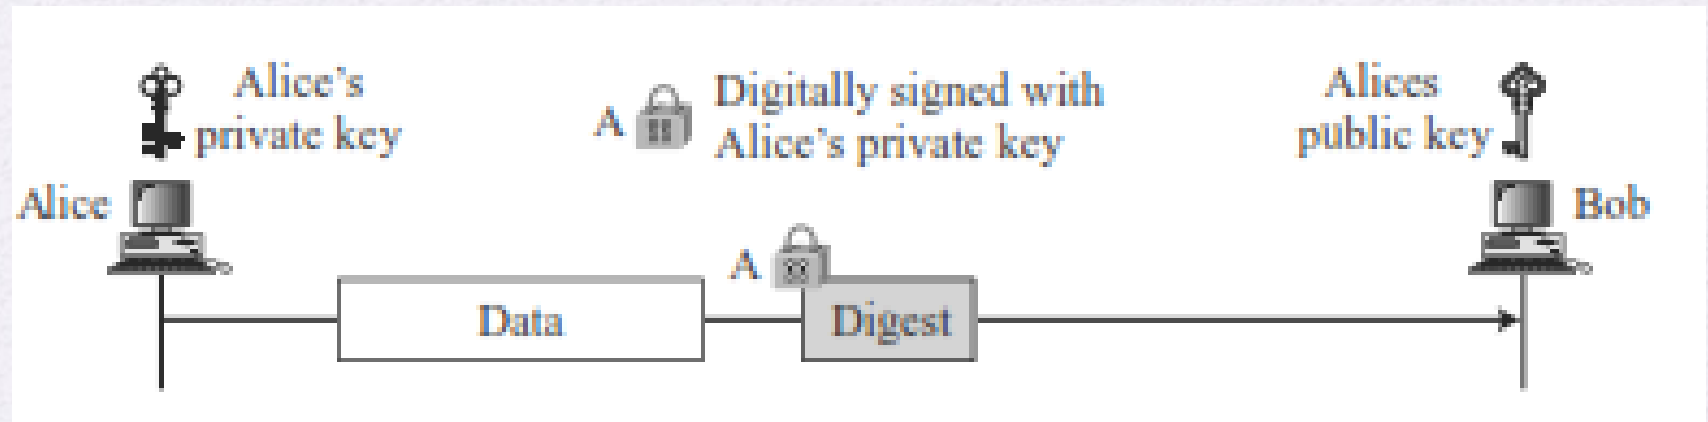 Alice's
private key
A
Digitally signed with
Alice's private key
Alices
public key
Alice
Bob
A
Data
Digest